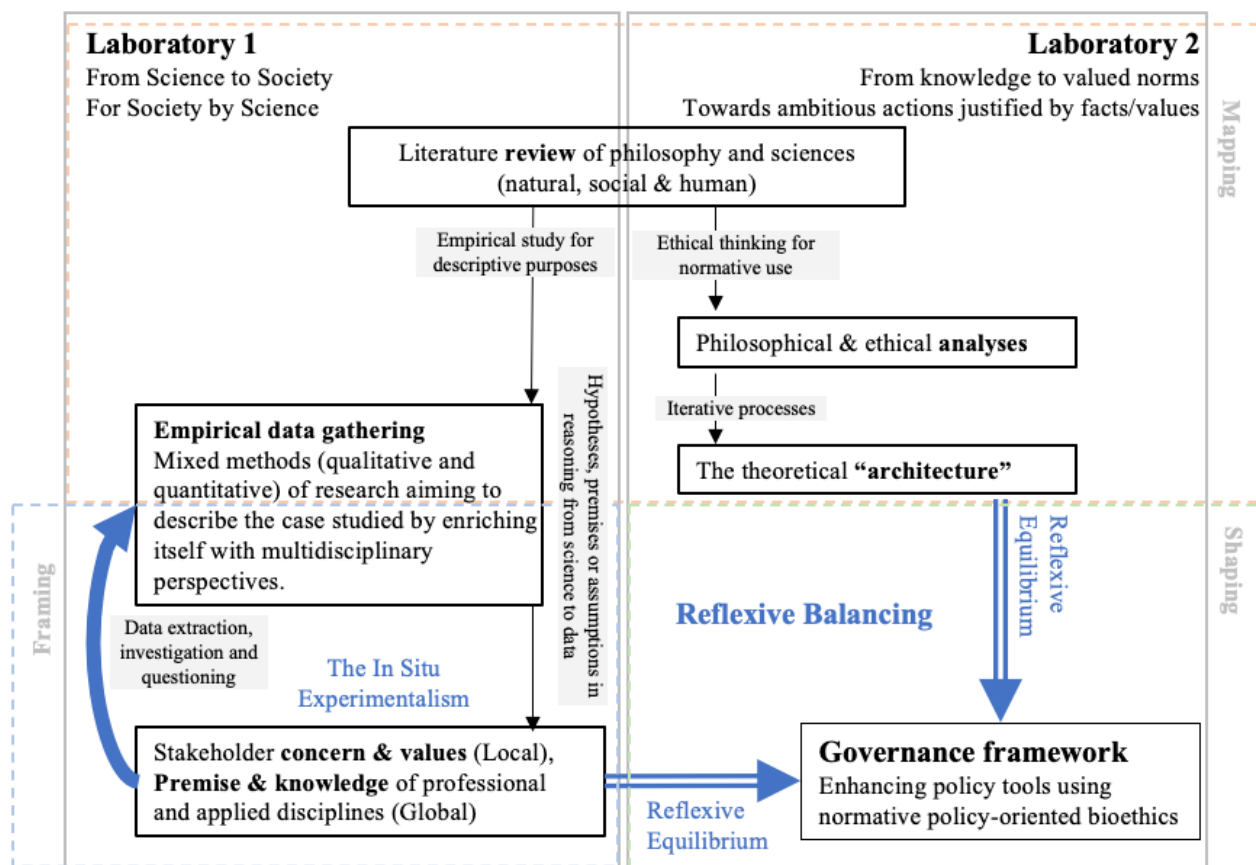 Laboratory 1
From Science to Society
For Society by Science
Laboratory 2
From knowledge to valued norms
Towards ambitious actions justified by facts/values
Mapping
Literature review of philosophy and sciences
(natural, social & human)
Empirical study for
descriptive purposes
Ethical thinking for
normative use
Philosophical & ethical analyses
Iterative processes
The theoretical “architecture”
Hypotheses, premises or assumptions in
reasoning from science to data
Empirical data gathering
Mixed methods (qualitative and
quantitative) of research aiming to
describe the case studied by enriching
itself with multidisciplinary
perspectives.
Framing
Data extraction,
investigation and
questioning
The In Situ
Experimentalism
Reflexive Balancing
Reflexive
Equilibrium
Shaping
Stakeholder concern & values (Local),
Premise & knowledge of professional
and applied disciplines (Global)
Reflexive
Equilibrium
Governance framework
Enhancing policy tools using
normative policy-oriented bioethics